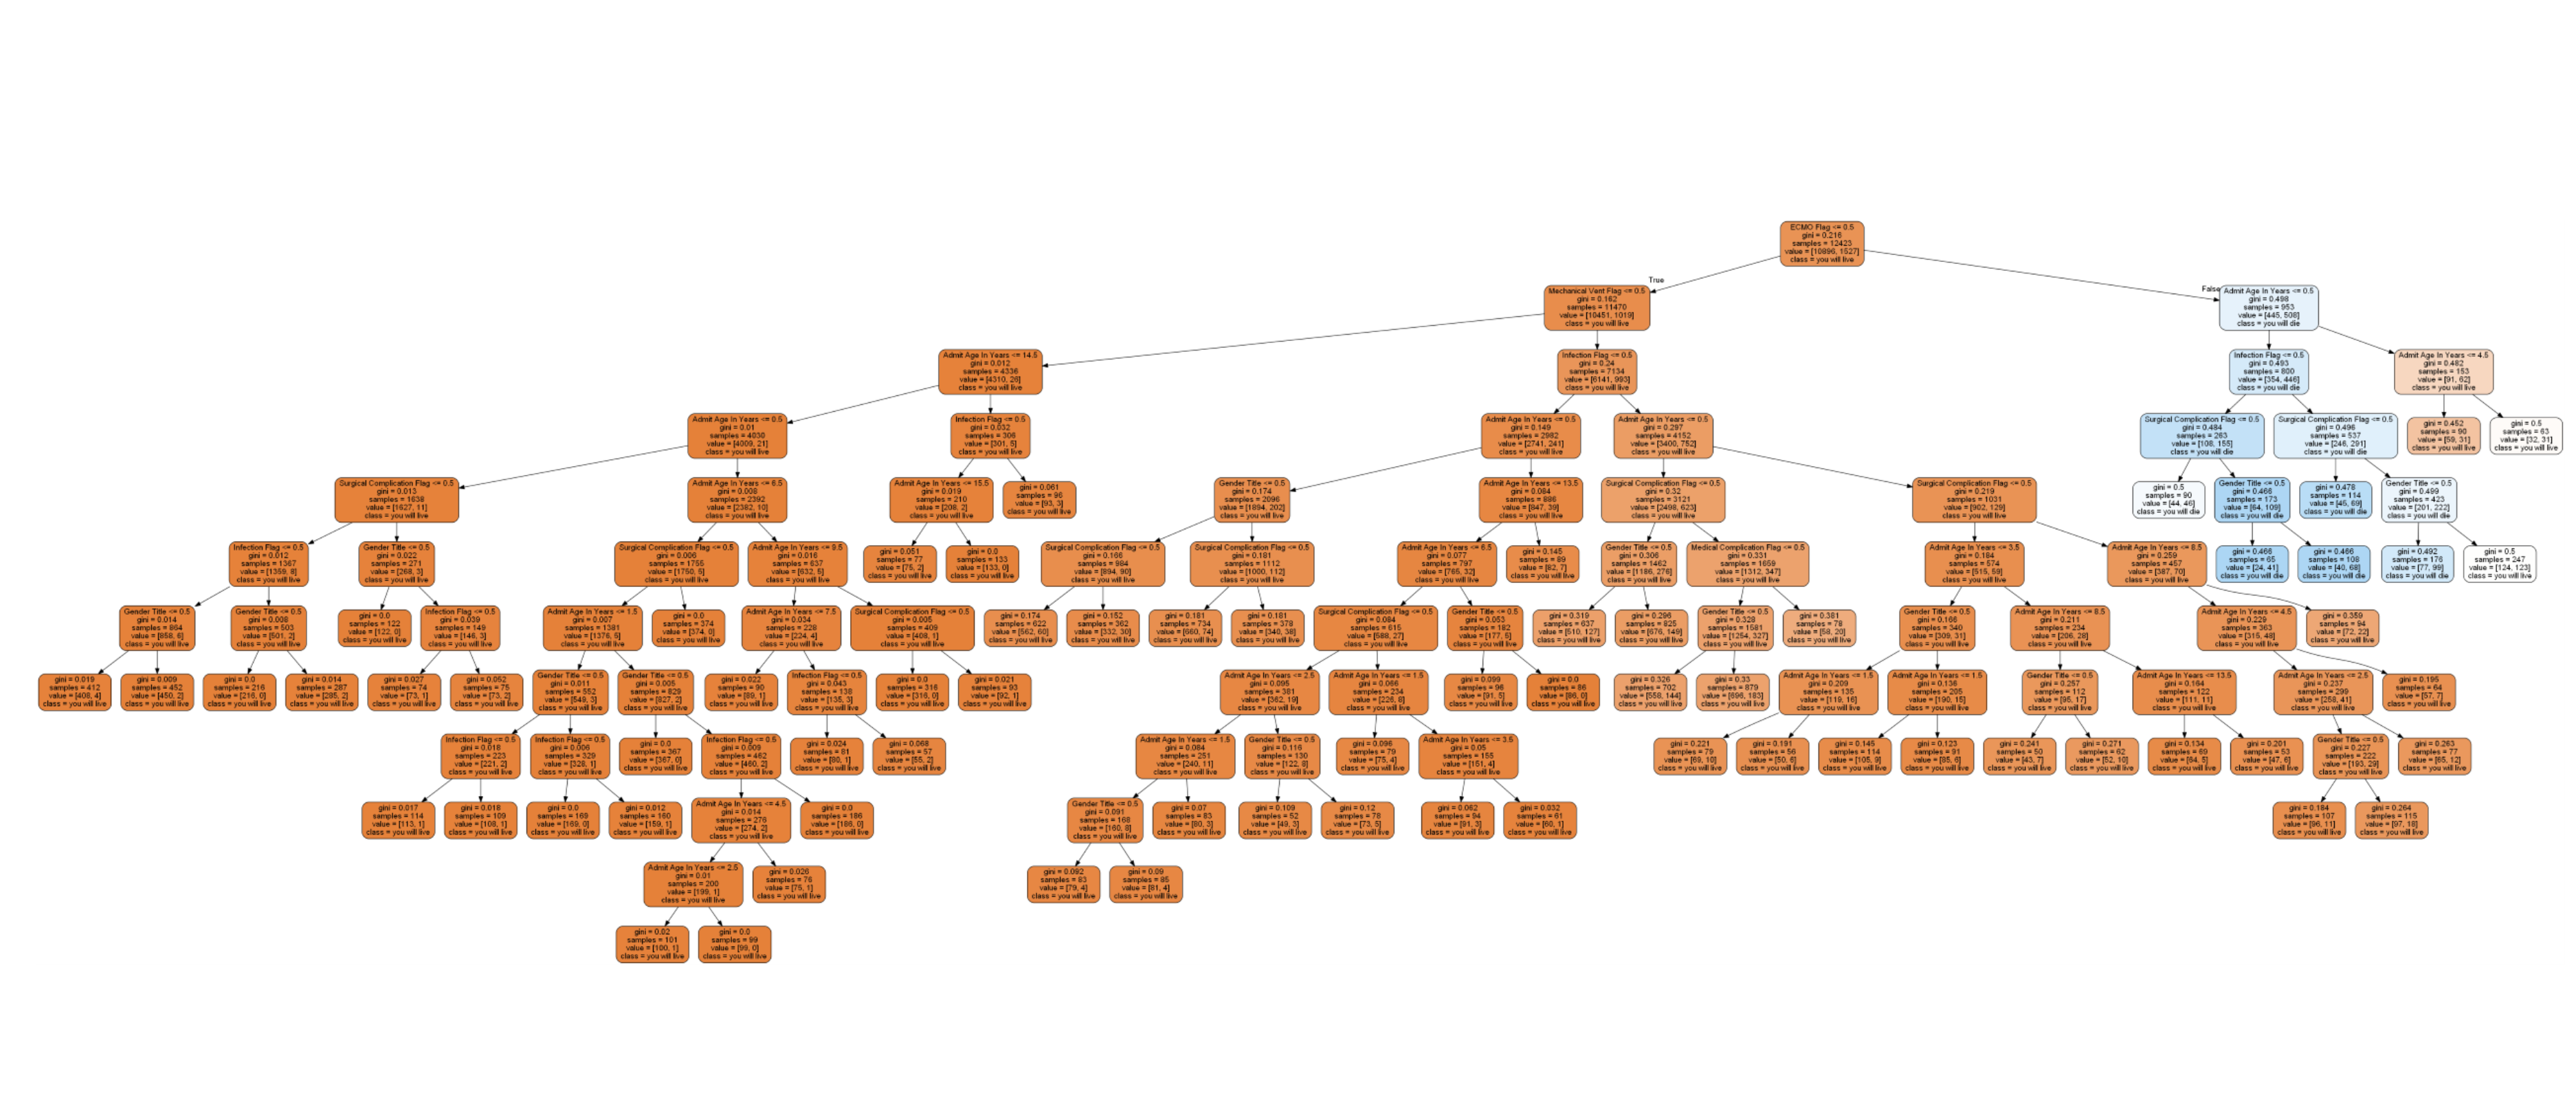 ECMO Flag <= 0.5
gini = 0.216
samples = 12423
value = [10896, 1527]
class = you will live
True
False
Mechanical Vent Flag <= 0.5
gini = 0.162
samples = 11470
value = [10451, 1019]
class = you will live
Admit Age In Years <= 0.5
gini = 0.498
samples = 953
value = [445, 508]
class = you will die
Admit Age In Years <= 14.5
gini = 0.012
samples = 4336
value = [4310, 26]
class = you will live
Infection Flag <= 0.5
gini = 0.24
samples = 7134
value = [6141, 993]
class = you will live
Infection Flag <= 0.5
gini = 0.493
samples = 800
value = [354, 446]
class = you will die
Admit Age In Years <= 4.5
gini = 0.482
samples = 153
value = [91, 62]
class = you will live
Admit Age In Years <= 0.5
gini = 0.01
samples = 4030
value = [4009, 21]
class = you will live
Infection Flag <= 0.5
gini = 0.032
samples = 306
value = [301, 5]
class = you will live
Admit Age In Years <= 0.5
gini = 0.149
samples = 2982
value = [2741, 241]
class = you will live
Admit Age In Years <= 0.5
gini = 0.297
samples = 4152
value = [3400, 752]
class = you will live
Surgical Complication Flag <= 0.5
gini = 0.484
samples = 263
value = [108, 155]
class = you will die
Surgical Complication Flag <= 0.5
gini = 0.496
samples = 537
value = [246, 291]
class = you will die
gini = 0.452
samples = 90
value = [59, 31]
class = you will live
gini = 0.5
samples = 63
value = [32, 31]
class = you will live
Surgical Complication Flag <= 0.5
gini = 0.013
samples = 1638
value = [1627, 11]
class = you will live
Admit Age In Years <= 6.5
gini = 0.008
samples = 2392
value = [2382, 10]
class = you will live
Admit Age In Years <= 15.5
gini = 0.019
samples = 210
value = [208, 2]
class = you will live
gini = 0.061
samples = 96
value = [93, 3]
class = you will live
Gender Title <= 0.5
gini = 0.174
samples = 2096
value = [1894, 202]
class = you will live
Admit Age In Years <= 13.5
gini = 0.084
samples = 886
value = [847, 39]
class = you will live
Surgical Complication Flag <= 0.5
gini = 0.32
samples = 3121
value = [2498, 623]
class = you will live
Surgical Complication Flag <= 0.5
gini = 0.219
samples = 1031
value = [902, 129]
class = you will live
gini = 0.5
samples = 90
value = [44, 46]
class = you will die
Gender Title <= 0.5
gini = 0.466
samples = 173
value = [64, 109]
class = you will die
gini = 0.478
samples = 114
value = [45, 69]
class = you will die
Gender Title <= 0.5
gini = 0.499
samples = 423
value = [201, 222]
class = you will die
Infection Flag <= 0.5
gini = 0.012
samples = 1367
value = [1359, 8]
class = you will live
Gender Title <= 0.5
gini = 0.022
samples = 271
value = [268, 3]
class = you will live
Surgical Complication Flag <= 0.5
gini = 0.006
samples = 1755
value = [1750, 5]
class = you will live
Admit Age In Years <= 9.5
gini = 0.016
samples = 637
value = [632, 5]
class = you will live
gini = 0.051
samples = 77
value = [75, 2]
class = you will live
gini = 0.0
samples = 133
value = [133, 0]
class = you will live
Surgical Complication Flag <= 0.5
gini = 0.166
samples = 984
value = [894, 90]
class = you will live
Surgical Complication Flag <= 0.5
gini = 0.181
samples = 1112
value = [1000, 112]
class = you will live
Admit Age In Years <= 6.5
gini = 0.077
samples = 797
value = [765, 32]
class = you will live
gini = 0.145
samples = 89
value = [82, 7]
class = you will live
Gender Title <= 0.5
gini = 0.306
samples = 1462
value = [1186, 276]
class = you will live
Medical Complication Flag <= 0.5
gini = 0.331
samples = 1659
value = [1312, 347]
class = you will live
Admit Age In Years <= 3.5
gini = 0.184
samples = 574
value = [515, 59]
class = you will live
Admit Age In Years <= 8.5
gini = 0.259
samples = 457
value = [387, 70]
class = you will live
gini = 0.466
samples = 65
value = [24, 41]
class = you will die
gini = 0.466
samples = 108
value = [40, 68]
class = you will die
gini = 0.492
samples = 176
value = [77, 99]
class = you will die
gini = 0.5
samples = 247
value = [124, 123]
class = you will live
Gender Title <= 0.5
gini = 0.014
samples = 864
value = [858, 6]
class = you will live
Gender Title <= 0.5
gini = 0.008
samples = 503
value = [501, 2]
class = you will live
gini = 0.0
samples = 122
value = [122, 0]
class = you will live
Infection Flag <= 0.5
gini = 0.039
samples = 149
value = [146, 3]
class = you will live
Admit Age In Years <= 1.5
gini = 0.007
samples = 1381
value = [1376, 5]
class = you will live
gini = 0.0
samples = 374
value = [374, 0]
class = you will live
Admit Age In Years <= 7.5
gini = 0.034
samples = 228
value = [224, 4]
class = you will live
Surgical Complication Flag <= 0.5
gini = 0.005
samples = 409
value = [408, 1]
class = you will live
gini = 0.174
samples = 622
value = [562, 60]
class = you will live
gini = 0.152
samples = 362
value = [332, 30]
class = you will live
gini = 0.181
samples = 734
value = [660, 74]
class = you will live
gini = 0.181
samples = 378
value = [340, 38]
class = you will live
Surgical Complication Flag <= 0.5
gini = 0.084
samples = 615
value = [588, 27]
class = you will live
Gender Title <= 0.5
gini = 0.053
samples = 182
value = [177, 5]
class = you will live
gini = 0.319
samples = 637
value = [510, 127]
class = you will live
gini = 0.296
samples = 825
value = [676, 149]
class = you will live
Gender Title <= 0.5
gini = 0.328
samples = 1581
value = [1254, 327]
class = you will live
gini = 0.381
samples = 78
value = [58, 20]
class = you will live
Gender Title <= 0.5
gini = 0.166
samples = 340
value = [309, 31]
class = you will live
Admit Age In Years <= 8.5
gini = 0.211
samples = 234
value = [206, 28]
class = you will live
Admit Age In Years <= 4.5
gini = 0.229
samples = 363
value = [315, 48]
class = you will live
gini = 0.359
samples = 94
value = [72, 22]
class = you will live
gini = 0.019
samples = 412
value = [408, 4]
class = you will live
gini = 0.009
samples = 452
value = [450, 2]
class = you will live
gini = 0.0
samples = 216
value = [216, 0]
class = you will live
gini = 0.014
samples = 287
value = [285, 2]
class = you will live
gini = 0.027
samples = 74
value = [73, 1]
class = you will live
gini = 0.052
samples = 75
value = [73, 2]
class = you will live
Gender Title <= 0.5
gini = 0.011
samples = 552
value = [549, 3]
class = you will live
Gender Title <= 0.5
gini = 0.005
samples = 829
value = [827, 2]
class = you will live
gini = 0.022
samples = 90
value = [89, 1]
class = you will live
Infection Flag <= 0.5
gini = 0.043
samples = 138
value = [135, 3]
class = you will live
gini = 0.0
samples = 316
value = [316, 0]
class = you will live
gini = 0.021
samples = 93
value = [92, 1]
class = you will live
Admit Age In Years <= 2.5
gini = 0.095
samples = 381
value = [362, 19]
class = you will live
Admit Age In Years <= 1.5
gini = 0.066
samples = 234
value = [226, 8]
class = you will live
gini = 0.099
samples = 96
value = [91, 5]
class = you will live
gini = 0.0
samples = 86
value = [86, 0]
class = you will live
gini = 0.326
samples = 702
value = [558, 144]
class = you will live
gini = 0.33
samples = 879
value = [696, 183]
class = you will live
Admit Age In Years <= 1.5
gini = 0.209
samples = 135
value = [119, 16]
class = you will live
Admit Age In Years <= 1.5
gini = 0.136
samples = 205
value = [190, 15]
class = you will live
Gender Title <= 0.5
gini = 0.257
samples = 112
value = [95, 17]
class = you will live
Admit Age In Years <= 13.5
gini = 0.164
samples = 122
value = [111, 11]
class = you will live
Admit Age In Years <= 2.5
gini = 0.237
samples = 299
value = [258, 41]
class = you will live
gini = 0.195
samples = 64
value = [57, 7]
class = you will live
Infection Flag <= 0.5
gini = 0.018
samples = 223
value = [221, 2]
class = you will live
Infection Flag <= 0.5
gini = 0.006
samples = 329
value = [328, 1]
class = you will live
gini = 0.0
samples = 367
value = [367, 0]
class = you will live
Infection Flag <= 0.5
gini = 0.009
samples = 462
value = [460, 2]
class = you will live
gini = 0.024
samples = 81
value = [80, 1]
class = you will live
gini = 0.068
samples = 57
value = [55, 2]
class = you will live
Admit Age In Years <= 1.5
gini = 0.084
samples = 251
value = [240, 11]
class = you will live
Gender Title <= 0.5
gini = 0.116
samples = 130
value = [122, 8]
class = you will live
gini = 0.096
samples = 79
value = [75, 4]
class = you will live
Admit Age In Years <= 3.5
gini = 0.05
samples = 155
value = [151, 4]
class = you will live
gini = 0.221
samples = 79
value = [69, 10]
class = you will live
gini = 0.191
samples = 56
value = [50, 6]
class = you will live
gini = 0.145
samples = 114
value = [105, 9]
class = you will live
gini = 0.123
samples = 91
value = [85, 6]
class = you will live
gini = 0.241
samples = 50
value = [43, 7]
class = you will live
gini = 0.271
samples = 62
value = [52, 10]
class = you will live
gini = 0.134
samples = 69
value = [64, 5]
class = you will live
gini = 0.201
samples = 53
value = [47, 6]
class = you will live
Gender Title <= 0.5
gini = 0.227
samples = 222
value = [193, 29]
class = you will live
gini = 0.263
samples = 77
value = [65, 12]
class = you will live
gini = 0.017
samples = 114
value = [113, 1]
class = you will live
gini = 0.018
samples = 109
value = [108, 1]
class = you will live
gini = 0.0
samples = 169
value = [169, 0]
class = you will live
gini = 0.012
samples = 160
value = [159, 1]
class = you will live
Admit Age In Years <= 4.5
gini = 0.014
samples = 276
value = [274, 2]
class = you will live
gini = 0.0
samples = 186
value = [186, 0]
class = you will live
Gender Title <= 0.5
gini = 0.091
samples = 168
value = [160, 8]
class = you will live
gini = 0.07
samples = 83
value = [80, 3]
class = you will live
gini = 0.109
samples = 52
value = [49, 3]
class = you will live
gini = 0.12
samples = 78
value = [73, 5]
class = you will live
gini = 0.062
samples = 94
value = [91, 3]
class = you will live
gini = 0.032
samples = 61
value = [60, 1]
class = you will live
gini = 0.184
samples = 107
value = [96, 11]
class = you will live
gini = 0.264
samples = 115
value = [97, 18]
class = you will live
Admit Age In Years <= 2.5
gini = 0.01
samples = 200
value = [199, 1]
class = you will live
gini = 0.026
samples = 76
value = [75, 1]
class = you will live
gini = 0.092
samples = 83
value = [79, 4]
class = you will live
gini = 0.09
samples = 85
value = [81, 4]
class = you will live
gini = 0.02
samples = 101
value = [100, 1]
class = you will live
gini = 0.0
samples = 99
value = [99, 0]
class = you will live